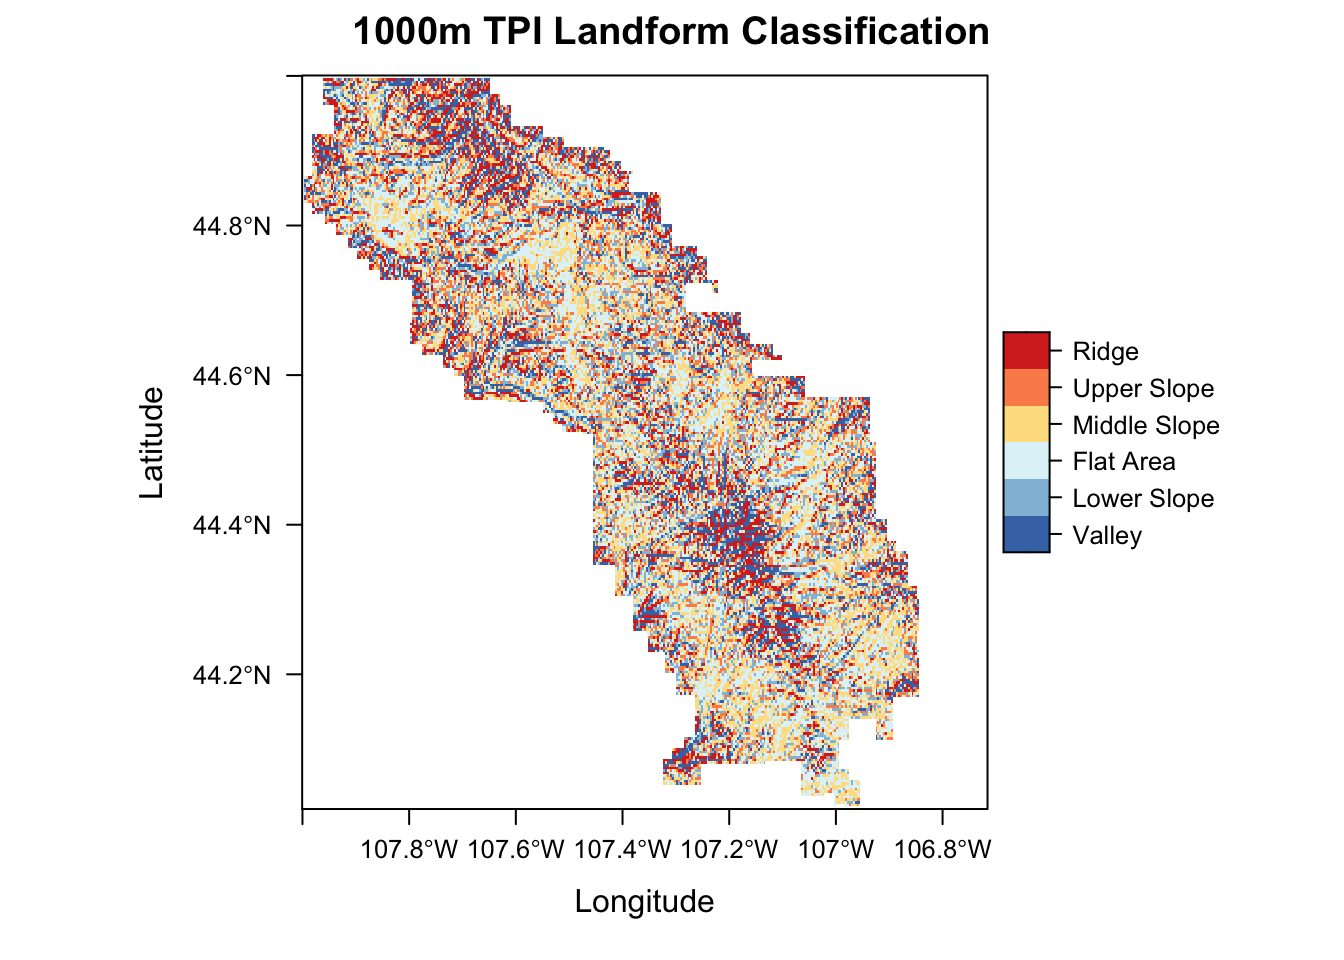 1000m TPI Landform Classification
Latitude
44.8°N
44.6°N
44.4°N
44.2°N
107.8°W 107.6°W 107.4°W 107.2°W 107°W 106.8°W
Longitude
Ridge
Upper Slope
Middle Slope
Flat Area
Lower Slope
Valley